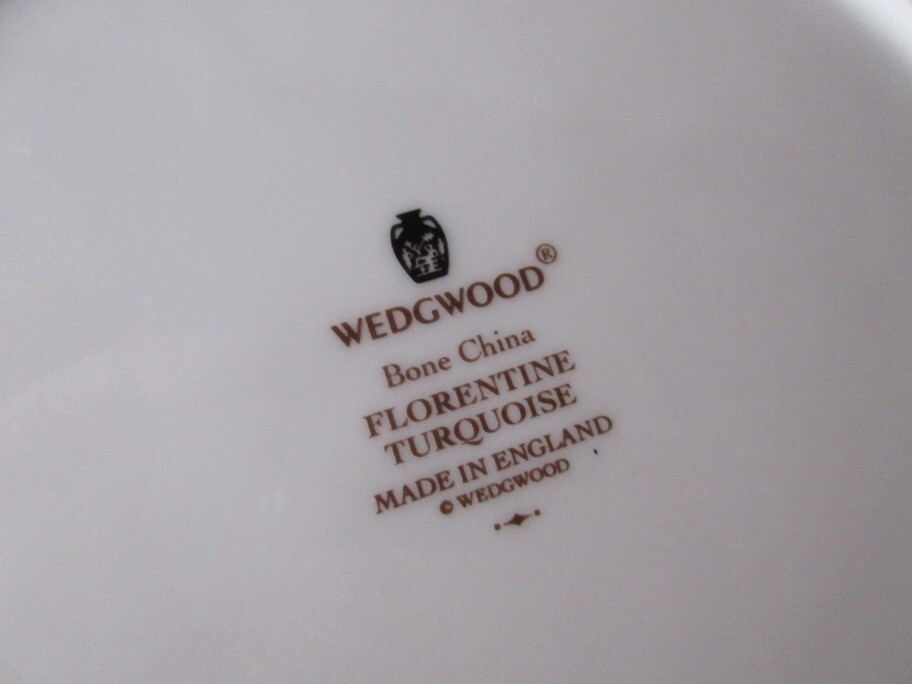 WEDGWOOD®
Bone China
FLORENTINE
TURQUOISE
MADE IN ENGLAND
© WEDGWOOD